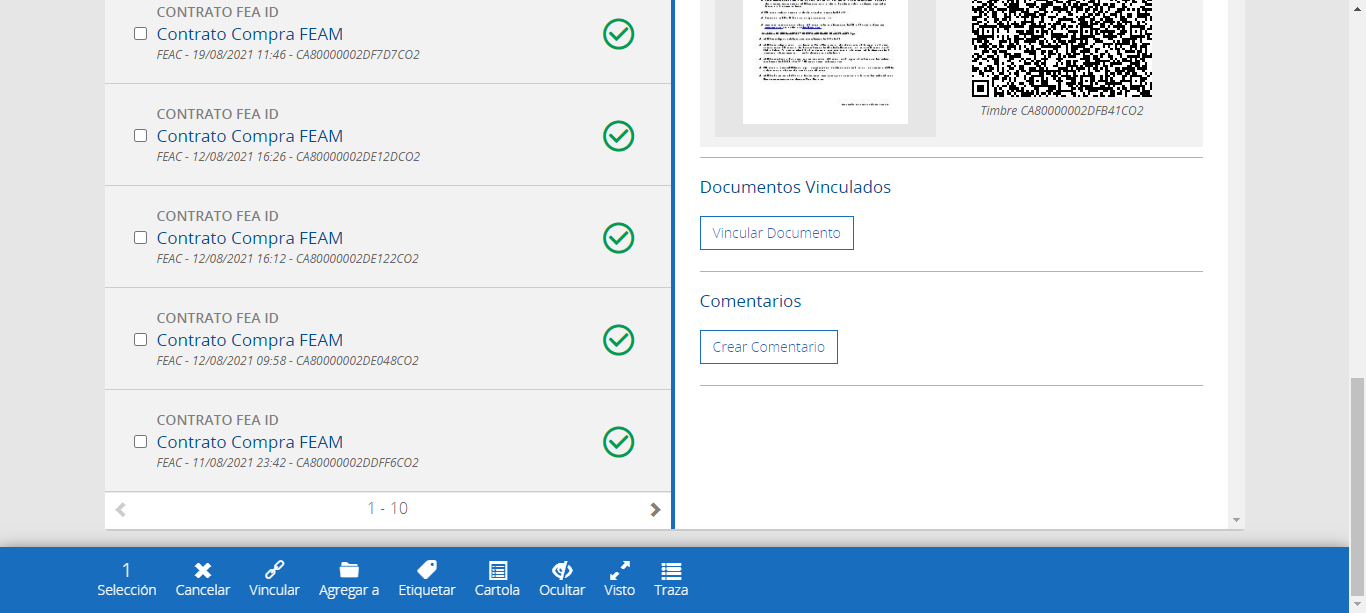 CONTRATO FEA ID
Contrato Compra FEAM
FEAC - 19/08/2021 11:46 - CA80000002DF7D7CO2
CONTRATO FEA ID
Contrato Compra FEAM
FEAC - 12/08/2021 16:26 - CA80000002DE12DCO2
CONTRATO FEA ID
Contrato Compra FEAM
FEAC - 12/08/2021 16:12 - CA80000002DE122CO2
CONTRATO FEA ID
Contrato Compra FEAM
FEAC - 12/08/2021 09:58 - CA80000002DE048CO2
CONTRATO FEA ID
Contrato Compra FEAM
FEAC - 11/08/2021 23:42 - CA80000002DDFF6CO2
1 - 10
Timbre CA80000002DFB41CO2
Documentos Vinculados
Vincular Documento
Comentarios
Crear Comentario
1
Selección
Cancelar
Vincular
Agregar a
Etiquetar
Cartola
Ocultar
Visto
Traza